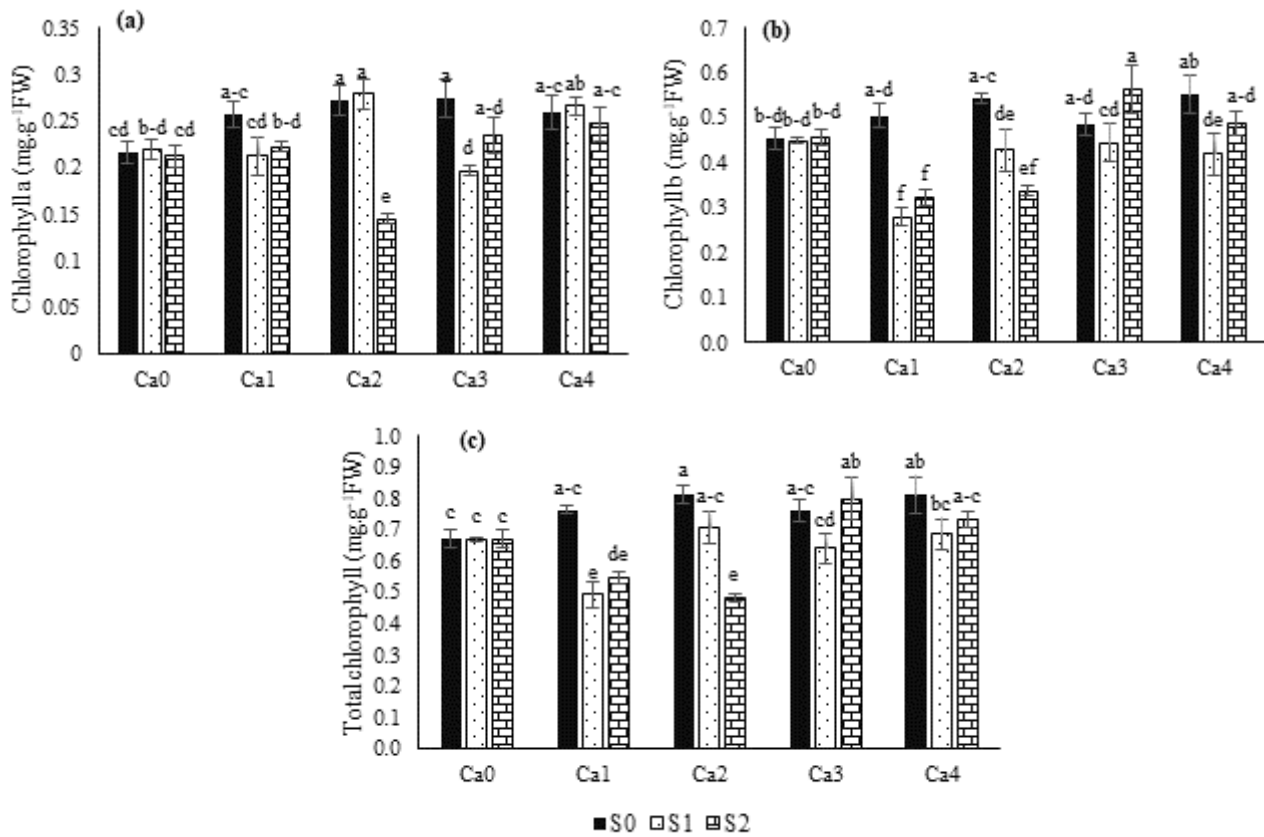 (a)
Chlorophyll a (mg.g⁻¹FW)
0.35
0.3
0.25
0.2
0.15
0.1
0.05
0
cd b-d cd
a-c cd b-d
a a e
a d a-d
a-c ab a-c
Ca0 Ca1 Ca2 Ca3 Ca4
(b)
Chlorophyll b (mg.g⁻¹FW)
0.7
0.6
0.5
0.4
0.3
0.2
0.1
0.0
b-d b-d b-d
a-d f f
a-c de ef
a-d cd a
ab de a-d
Ca0 Ca1 Ca2 Ca3 Ca4
(c)
Total chlorophyll (mg.g⁻¹FW)
1.0
0.9
0.8
0.7
0.6
0.5
0.4
0.3
0.2
0.1
0.0
c c c
a-c e de
a a-c e
a-c cd ab
ab bc a-c
Ca0 Ca1 Ca2 Ca3 Ca4
S0 S1 S2